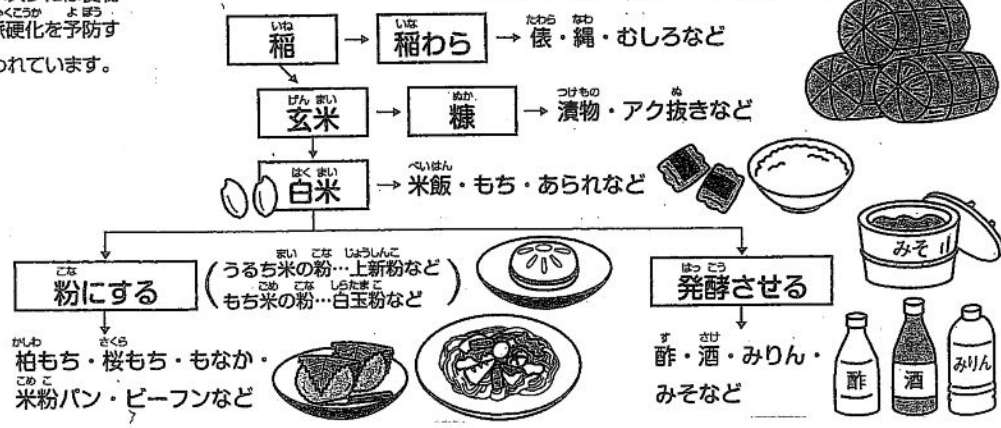 硬化を予防す
われています。
稲 → 稲わら → 俵・縄・むしろなど
玄米 → 糠 → 漬物・アク抜きなど
白米 → 米飯・もち・あられなど
粉にする
(うるち米の粉…上新粉など
もち米の粉…白玉粉など)
発酵させる
柏もち・桜もち・もなか・
米粉パン・ビーフンなど
酢・酒・みりん・
みそなど
みそ
酢
酒
みりん